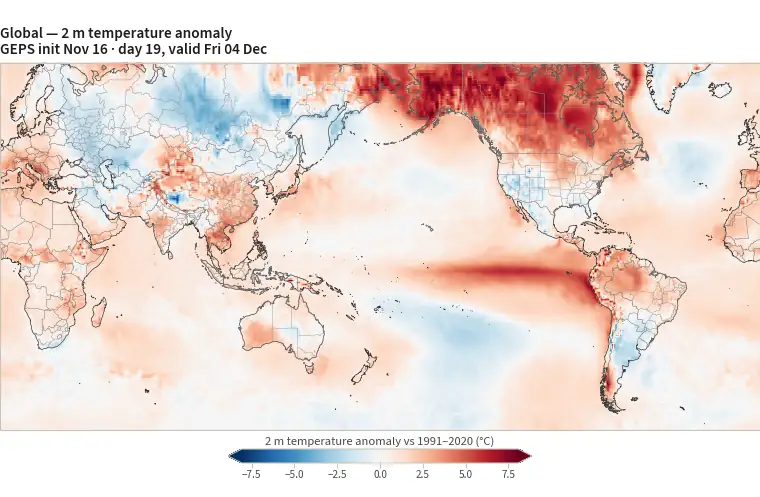 Global — 2 m temperature anomaly
GEPS init Nov 16 · day 19, valid Fri 04 Dec
2 m temperature anomaly vs 1991–2020 (°C)
−7.5 −5.0 −2.5 0.0 2.5 5.0 7.5